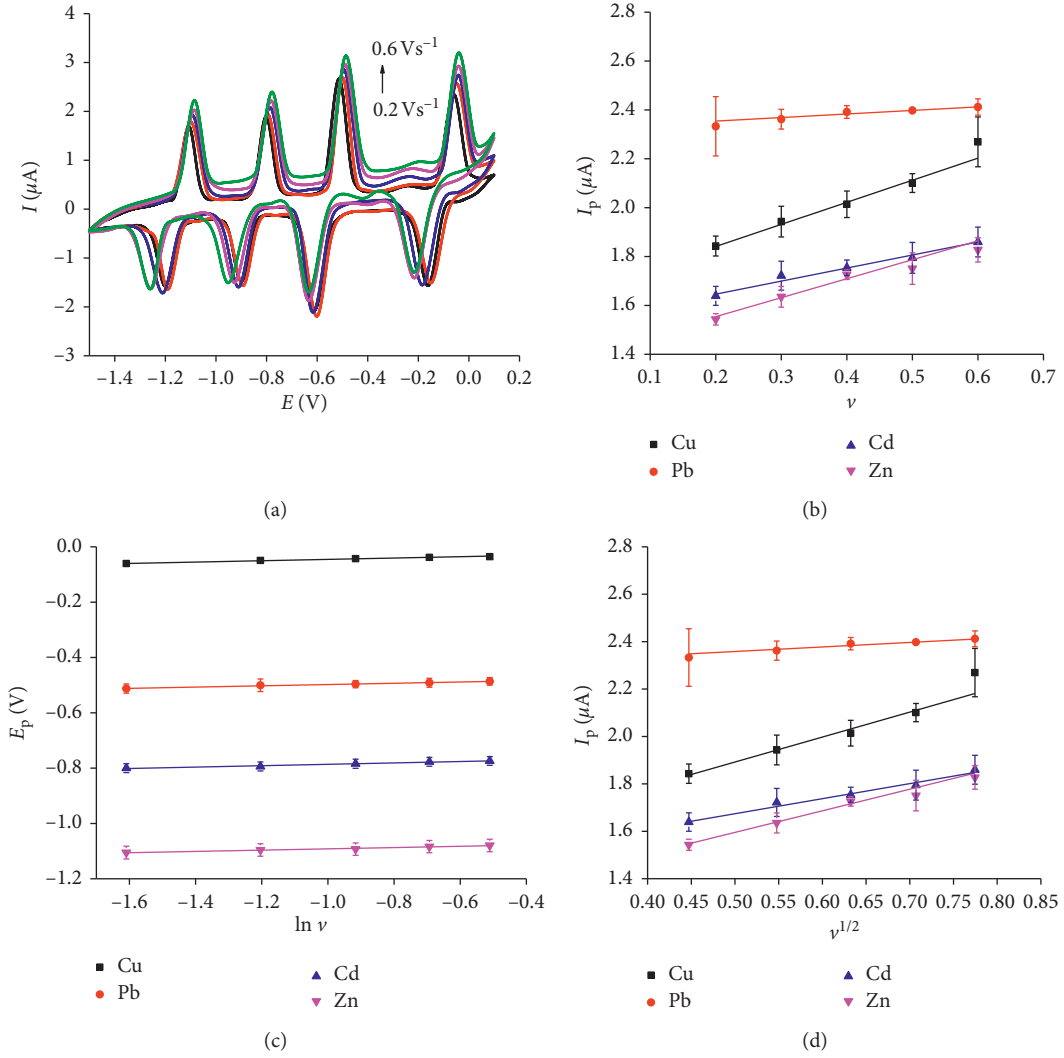 4
3
2
1
0
−1
−2
−3
I (μA)
0.6 Vs⁻¹
0.2 Vs⁻¹
−1.4 −1.2 −1.0 −0.8 −0.6 −0.4 −0.2 0.0 0.2
E (V)
(a)
2.8
2.6
2.4
2.2
2.0
1.8
1.6
1.4
I_p (μA)
0.1 0.2 0.3 0.4 0.5 0.6 0.7
ν
Cu Cd
Pb Zn
(b)
0.0
−0.2
−0.4
−0.6
−0.8
−1.0
−1.2
E_p (V)
−1.6 −1.4 −1.2 −1.0 −0.8 −0.6 −0.4
ln ν
Cu Cd
Pb Zn
(c)
2.8
2.6
2.4
2.2
2.0
1.8
1.6
1.4
I_p (μA)
0.40 0.45 0.50 0.55 0.60 0.65 0.70 0.75 0.80 0.85
ν^{1/2}
Cu Cd
Pb Zn
(d)